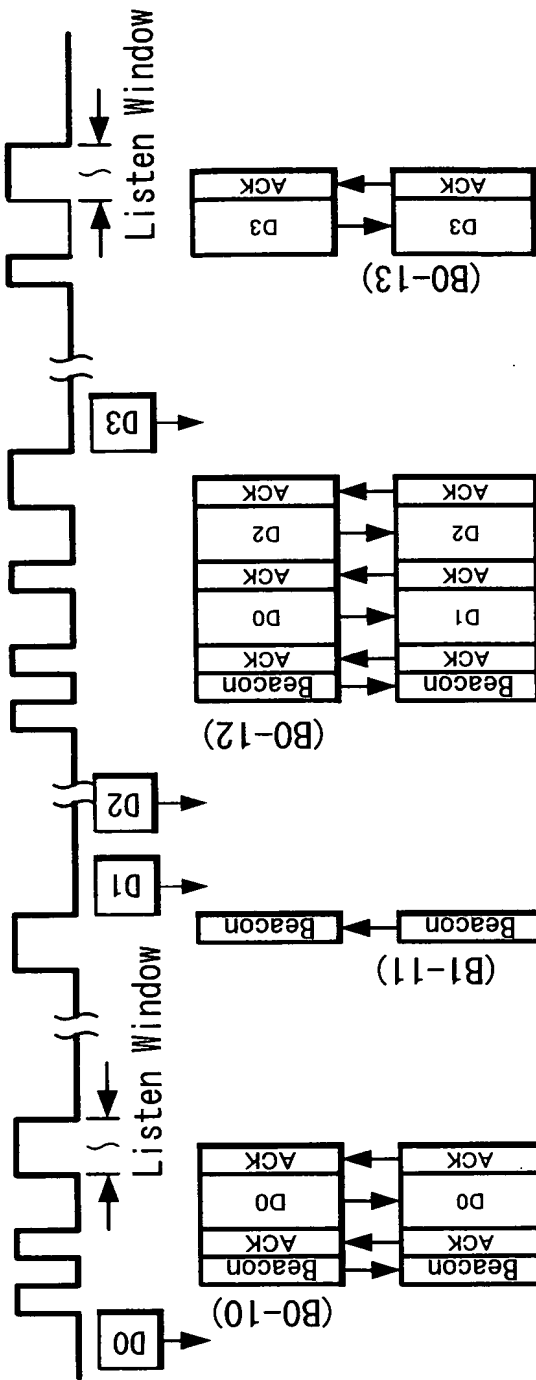 D0
(B0-10)
Beacon
Beacon
ACK
ACK
D0
D0
ACK
ACK
Listen Window
(B1-11)
Beacon
Beacon
D1
D2
(B0-12)
Beacon
Beacon
ACK
ACK
D1
D0
ACK
ACK
D2
D2
ACK
ACK
D3
(B0-13)
D3
D3
ACK
ACK
Listen Window